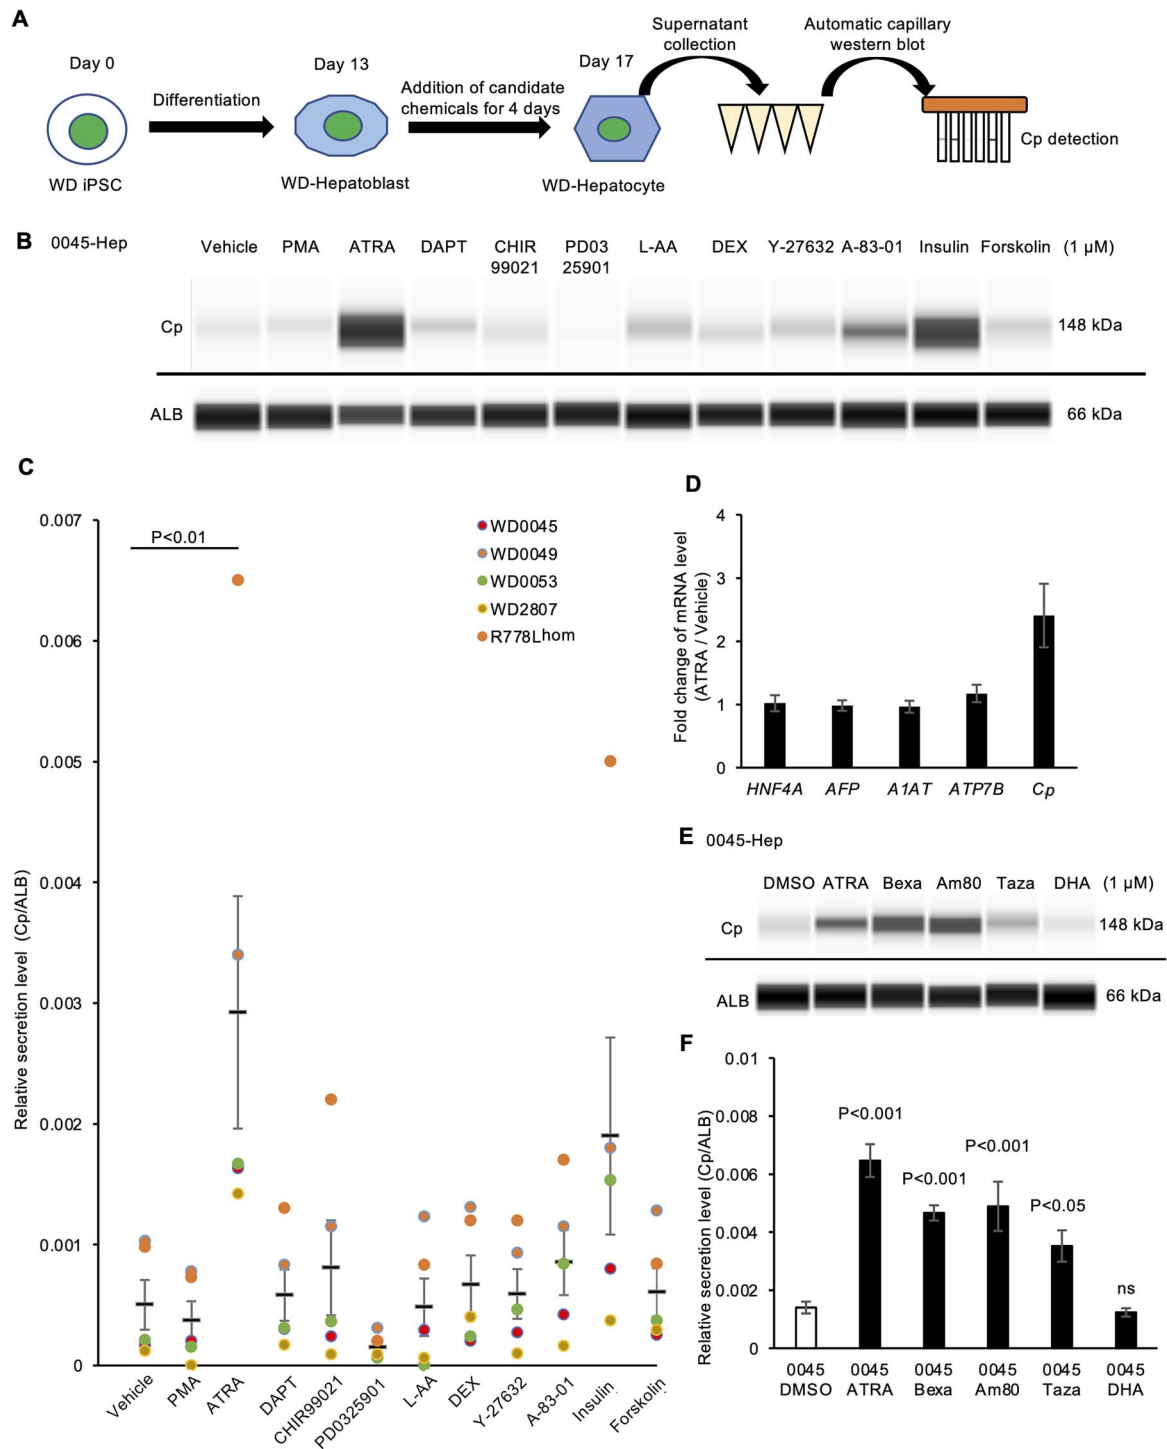 A
Day 0
Day 13
Day 17
Supernatant
collection
Automatic capillary
western blot
Differentiation
Addition of candidate
chemicals for 4 days
Cp detection
WD iPSC
WD-Hepatoblast
WD-Hepatocyte
B
0045-Hep
Vehicle PMA ATRA DAPT CHIR PD03 L-AA DEX Y-27632 A-83-01 Insulin Forskolin (1 μM)
99021 25901
Cp
148 kDa
ALB
66 kDa
C
Relative secretion level (Cp/ALB)
0.007
0.006
0.005
0.004
0.003
0.002
0.001
0
P<0.01
WD0045
WD0049
WD0053
WD2807
R778Lhom
Vehicle
PMA
ATRA
DAPT
CHIR99021
PD0325901
L-AA
DEX
Y-27632
A-83-01
Insulin
Forskolin
D
Fold change of mRNA level
(ATRA / Vehicle)
4
3
2
1
0
HNF4A AFP A1AT ATP7B Cp
E
0045-Hep
DMSO ATRA Bexa Am80 Taza DHA (1 μM)
Cp
148 kDa
ALB
66 kDa
F
Relative secretion level (Cp/ALB)
0.01
0.008
0.006
0.004
0.002
0
P<0.001
P<0.001
P<0.001
P<0.05
ns
0045 0045 0045 0045 0045 0045
DMSO ATRA Bexa Am80 Taza DHA